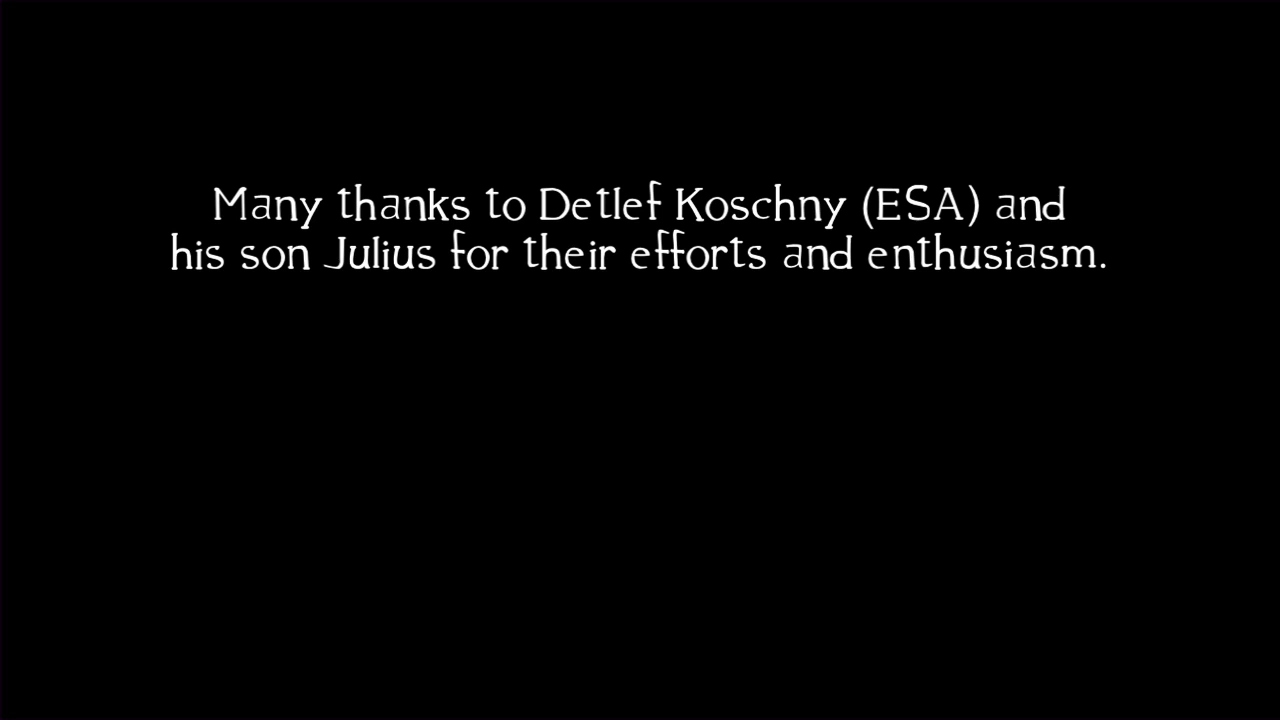 Many thanks to Detlef Koschny (ESA) and
his son Julius for their efforts and enthusiasm.